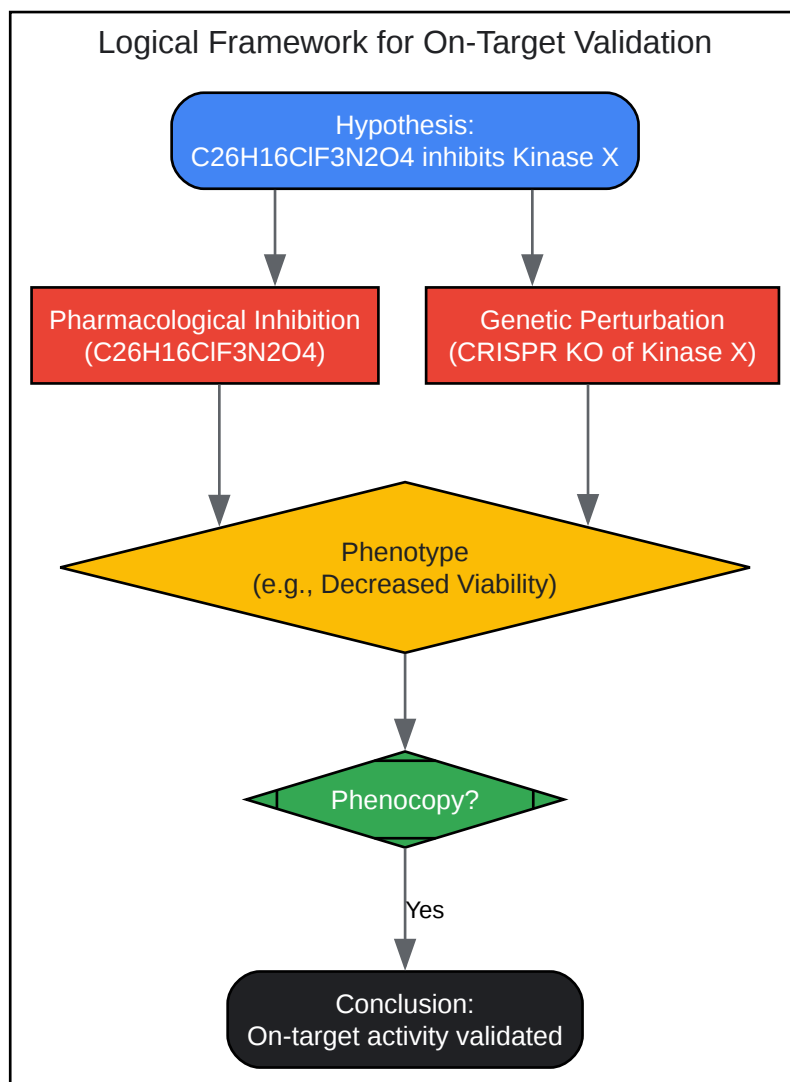 Logical Framework for On-Target Validation
Hypothesis:
C26H16ClF3N2O4 inhibits Kinase X
Pharmacological Inhibition
(C26H16ClF3N2O4)
Genetic Perturbation
(CRISPR KO of Kinase X)
Phenotype
(e.g., Decreased Viability)
Phenocopy?
Yes
Conclusion:
On-target activity validated